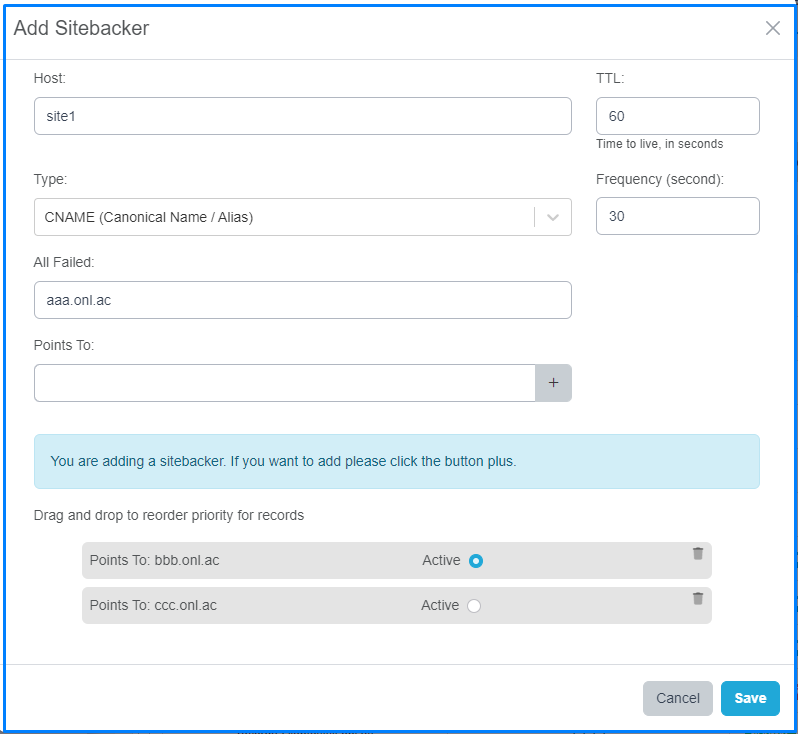 Add Sitebacker
Host:
TTL:
site1
60
Time to live, in seconds
Type:
Frequency (second):
CNAME (Canonical Name / Alias)
30
All Failed:
aaa.onl.ac
Points To:
+
You are adding a sitebacker. If you want to add please click the button plus.
Drag and drop to reorder priority for records
Points To: bbb.onl.ac Active
Points To: ccc.onl.ac Active
Cancel Save